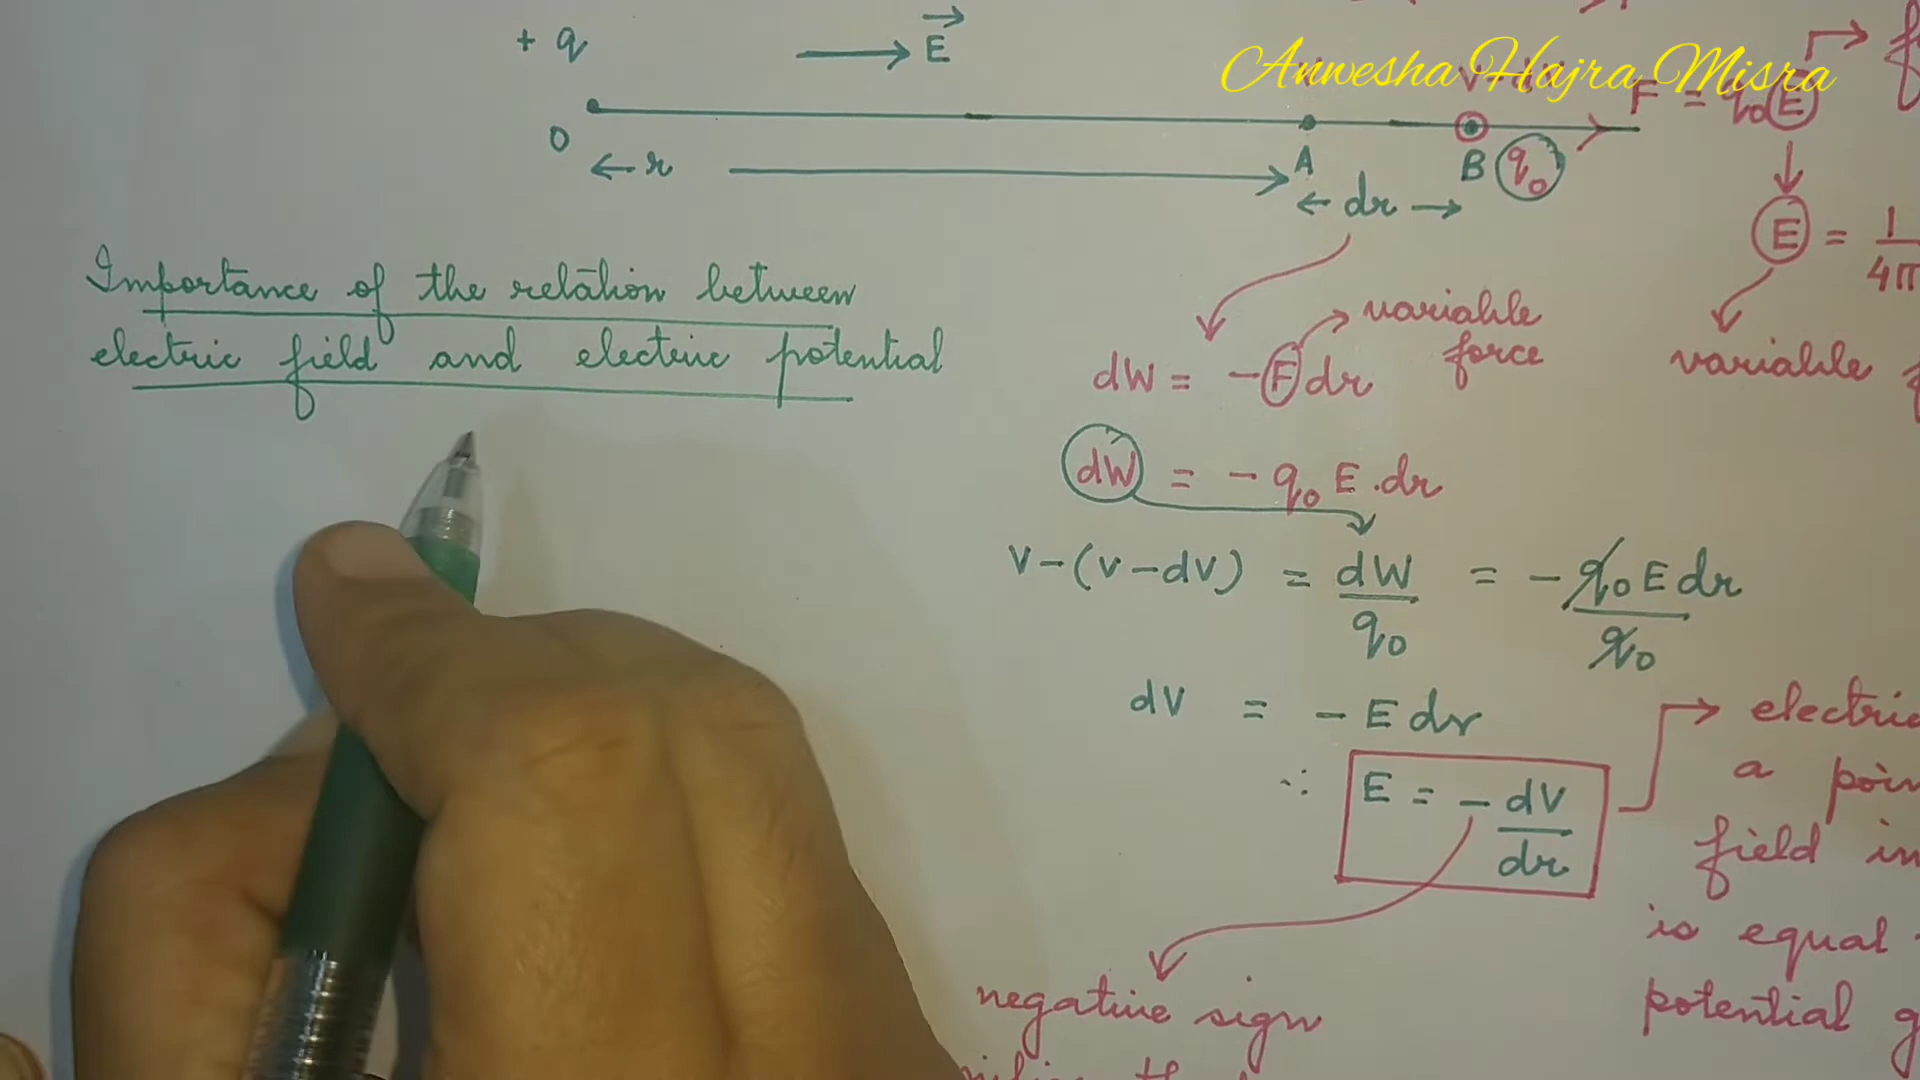 + q → E
Anwesha Hajra Misra
F = q₀E
O
← r →
A
B q₀
← dr →
E = 1
4π
Importance of the relation between
electric field and electric potential
variable
force
variable
dW = - F dr
dW = - q₀ E . dr
V - (V - dV) = dW/q₀ = - q₀ E dr/q₀
dV = - E dr
∴ E = - dV/dr
electric
a
field in
is equal
potential
negative sign